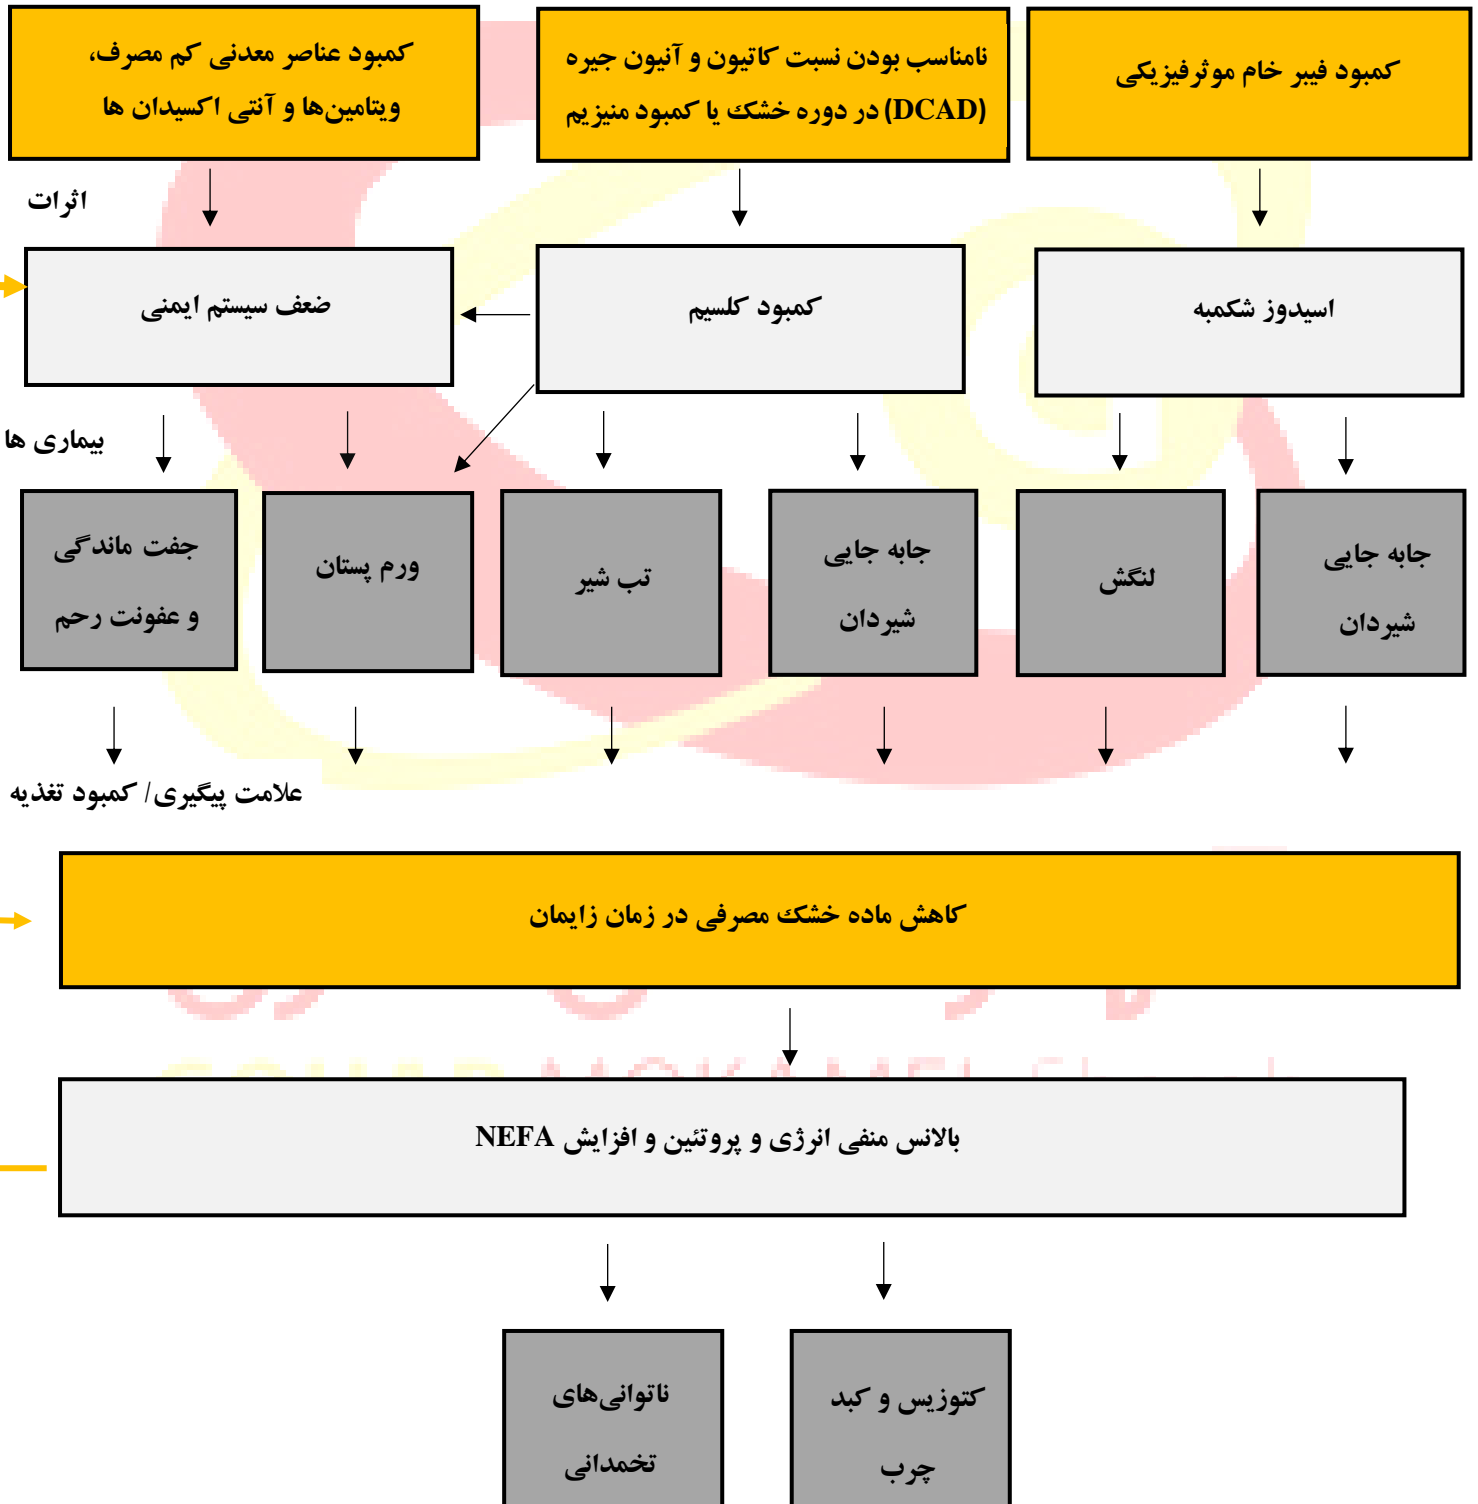 کمبود فیبر خام موثرفیزیکی
نامناسب بودن نسبت کاتیون و آنیون جیره
(DCAD) در دوره خشک یا کمبود منیزیم
کمبود عناصر معدنی کم مصرف،
ویتامین‌ها و آنتی اکسیدان ها
اثرات
اسیدوز شکمبه
کمبود کلسیم
ضعف سیستم ایمنی
بیماری ها
جابه جایی
شیردان
لنگش
جابه جایی
شیردان
تب شیر
ورم پستان
جفت ماندگی
و عفونت رحم
علامت پیگیری/ کمبود تغذیه
کاهش ماده خشک مصرفی در زمان زایمان
بالانس منفی انرژی و پروتئین و افزایش NEFA
کتوزیس و کبد
چرب
ناتوانی‌های
تخمدانی